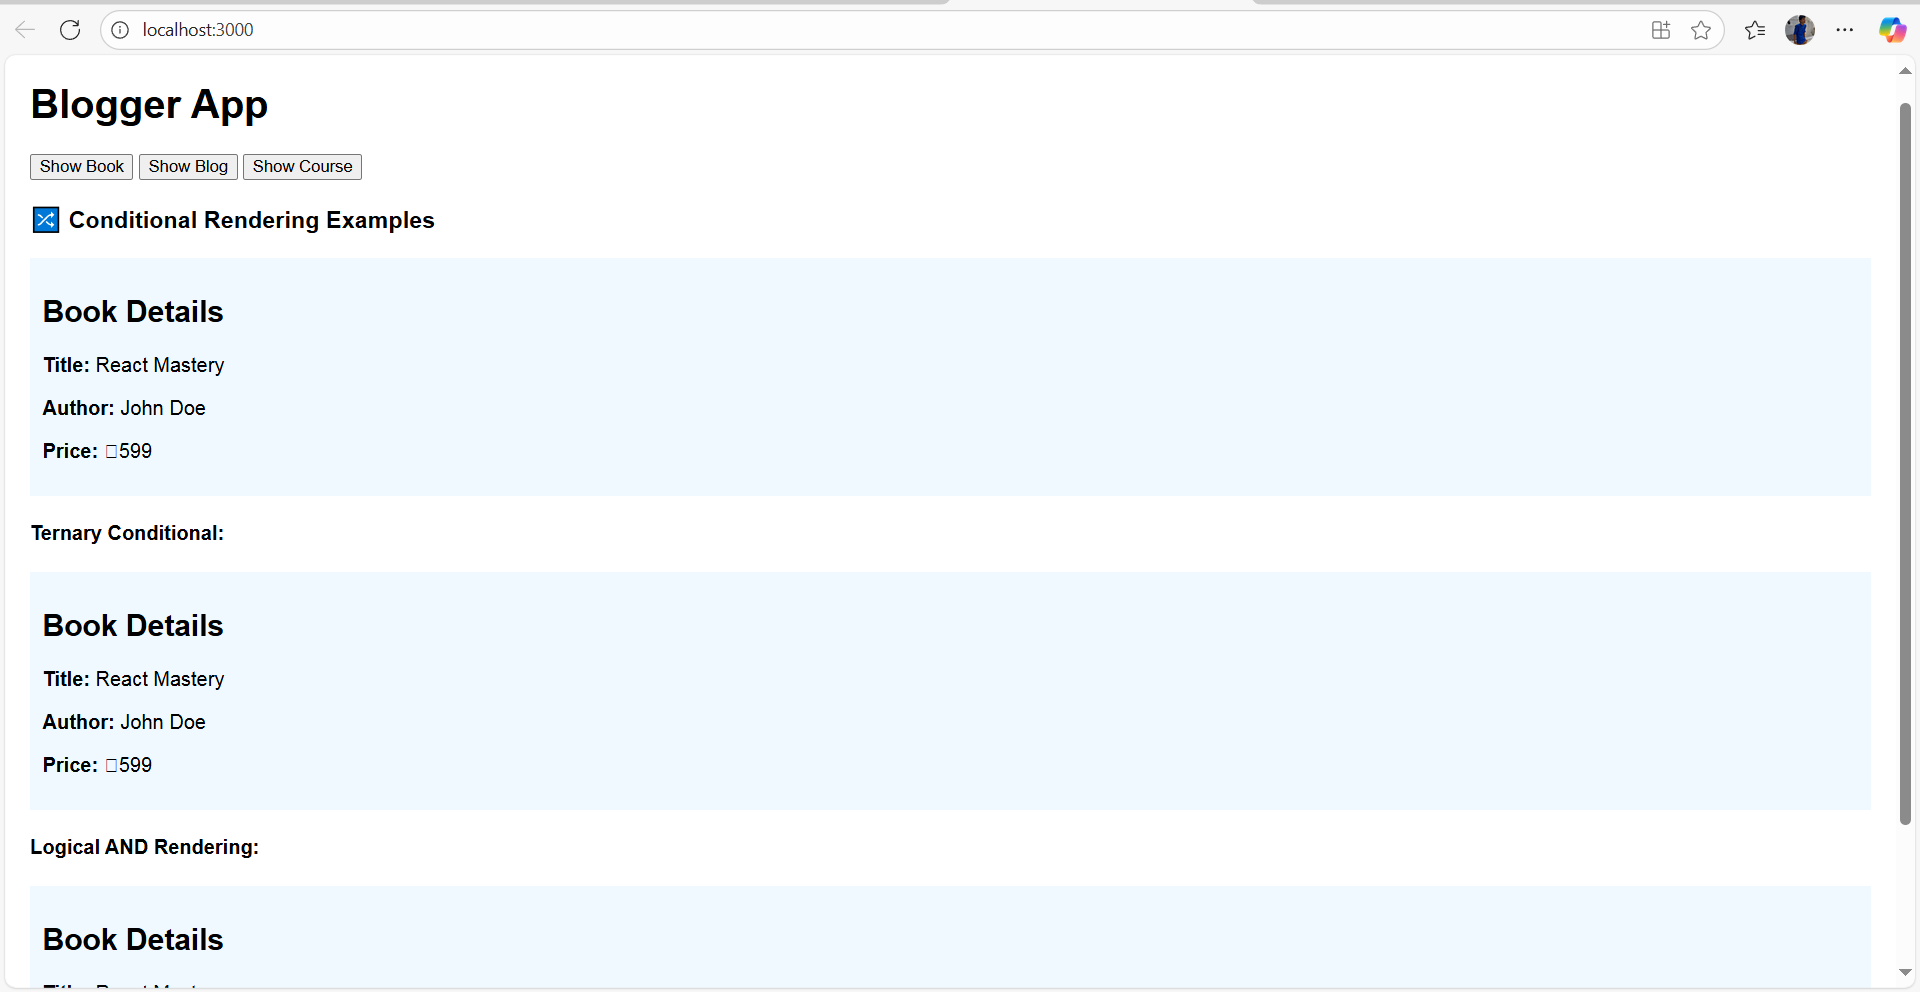 localhost:3000
Blogger App
Show Book Show Blog Show Course
🔀 Conditional Rendering Examples
Book Details
Title: React Mastery
Author: John Doe
Price: □599
Ternary Conditional:
Book Details
Title: React Mastery
Author: John Doe
Price: □599
Logical AND Rendering:
Book Details